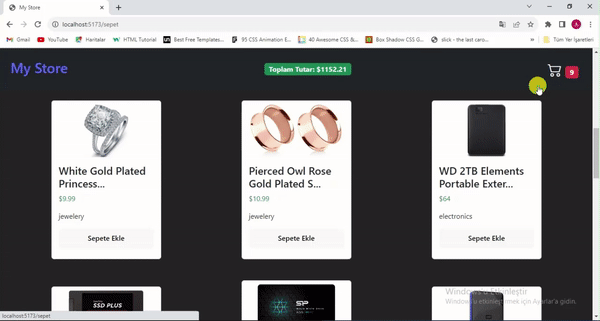 My Store
localhost:5173/sepet
Gmail
YouTube
Haritalar
HTML Tutorial
Best Free Templates...
95 CSS Animation E...
40 Awesome CSS &...
Box Shadow CSS G...
slick - the last caro...
Tüm Yer İşaretleri
My Store
Toplam Tutar: $1152.21
9
White Gold Plated
Princess...
$9.99
jewelery
Sepete Ekle
Pierced Owl Rose
Gold Plated S...
$10.99
jewelery
Sepete Ekle
WD 2TB Elements
Portable Exter...
$64
electronics
Sepete Ekle
SSD PLUS
SP
Windows'u Etkinleştir
Windows'u etkinleştirmek için Ayarlar'a gidin.
localhost:5173/sepet